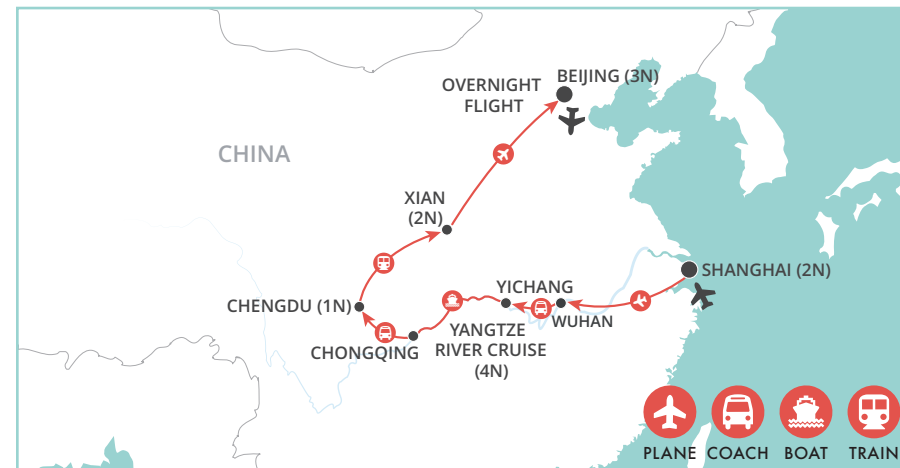 OVERNIGHT
FLIGHT
BEIJING (3N)
CHINA
XIAN
(2N)
SHANGHAI (2N)
YICHANG
WUHAN
CHENGDU (1N)
YANGTZE
RIVER CRUISE
(4N)
CHONGQING
PLANE COACH BOAT TRAIN